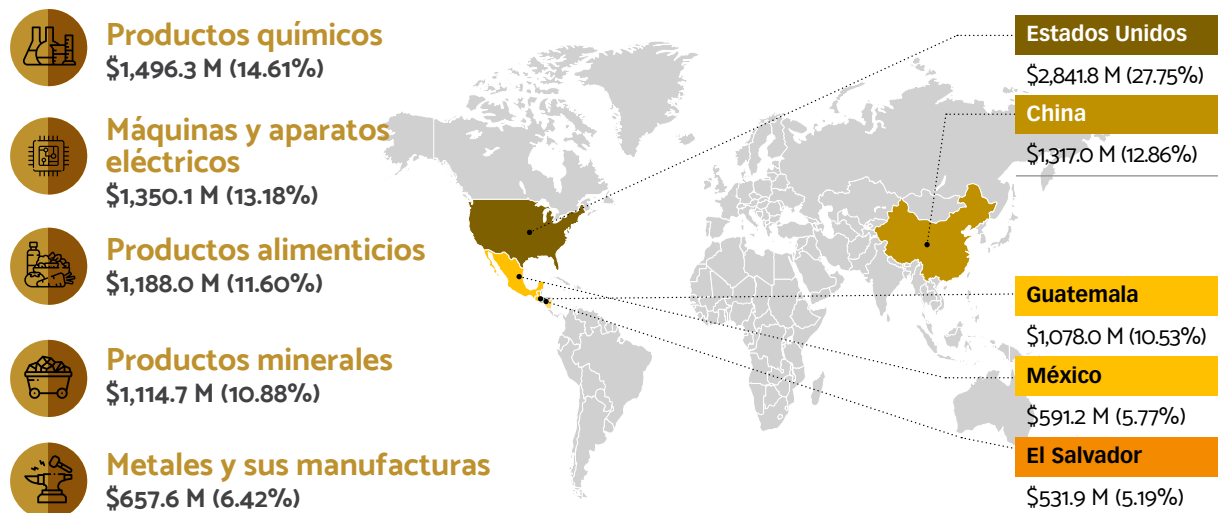 Productos químicos
$1,496.3 M (14.61%)
Máquinas y aparatos
eléctricos
$1,350.1 M (13.18%)
Productos alimenticios
$1,188.0 M (11.60%)
Productos minerales
$1,114.7 M (10.88%)
Metales y sus manufacturas
$657.6 M (6.42%)
Estados Unidos
$2,841.8 M (27.75%)
China
$1,317.0 M (12.86%)
Guatemala
$1,078.0 M (10.53%)
México
$591.2 M (5.77%)
El Salvador
$531.9 M (5.19%)